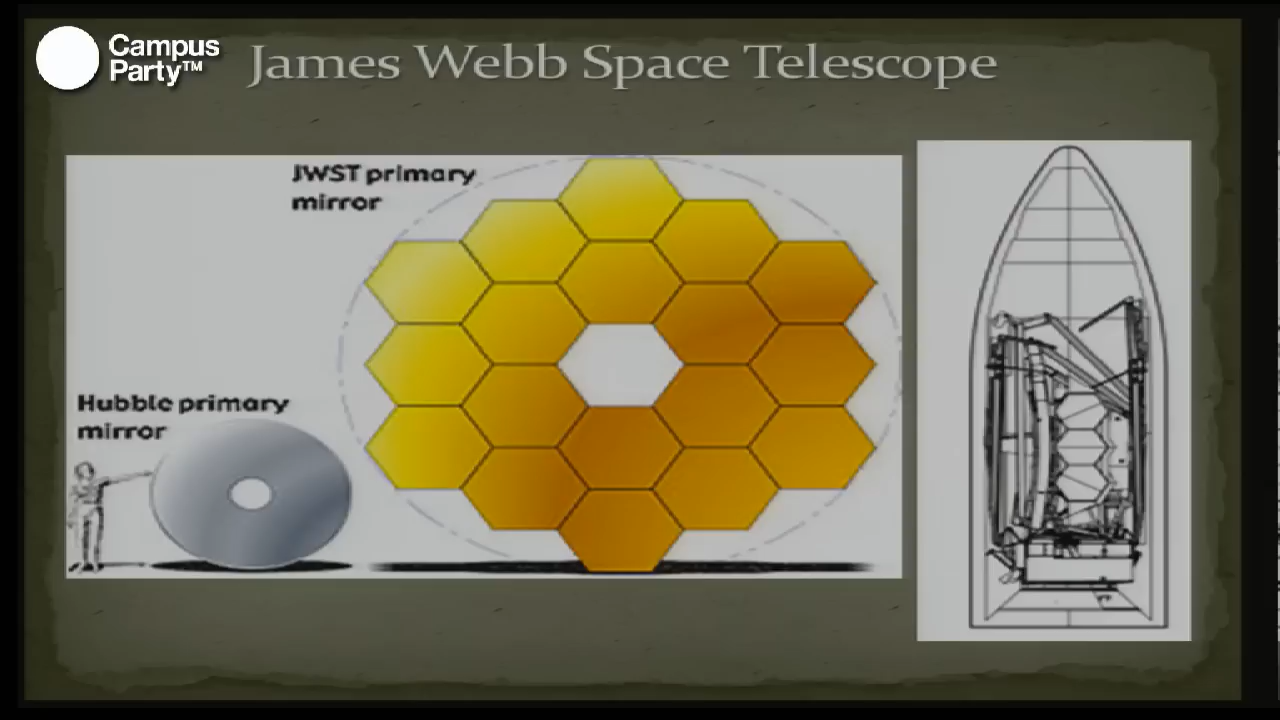 Campus
Party™
James Webb Space Telescope
JWST primary
mirror
Hubble primary
mirror